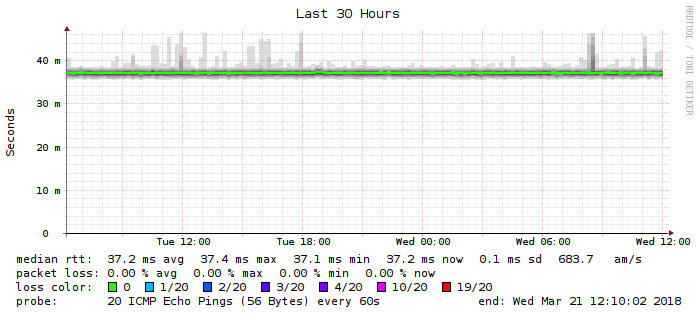 Last 30 Hours
RRDTOOL / TOBI OETIKER
Seconds
40 m
30 m
20 m
10 m
0
Tue 12:00 Tue 18:00 Wed 00:00 Wed 06:00 Wed 12:00
median rtt: 37.2 ms avg 37.4 ms max 37.1 ms min 37.2 ms now 0.1 ms sd 683.7 am/s
packet loss: 0.00 % avg 0.00 % max 0.00 % min 0.00 % now
loss color: 0 1/20 2/20 3/20 4/20 10/20 19/20
probe: 20 ICMP Echo Pings (56 Bytes) every 60s end: Wed Mar 21 12:10:02 2018